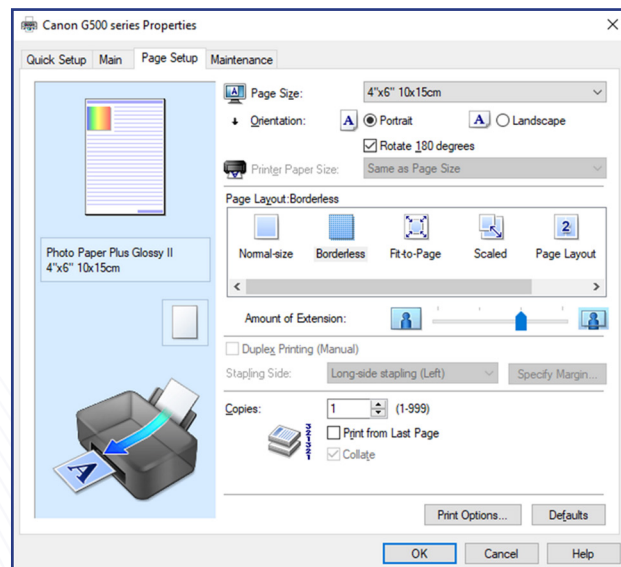 Canon G500 series Properties
Quick Setup Main Page Setup Maintenance
Page Size: 4"x6" 10x15cm
Orientation: A Portrait A Landscape
Rotate 180 degrees
Printer Paper Size: Same as Page Size
Page Layout:Borderless
Normal-size Borderless Fit-to-Page Scaled 2 Page Layout
Photo Paper Plus Glossy II
4"x6" 10x15cm
Amount of Extension:
Duplex Printing (Manual)
Stapling Side: Long-side stapling (Left) Specify Margin...
Copies: 1 (1-999)
321321
Print from Last Page
Collate
A
Print Options... Defaults
OK Cancel Help